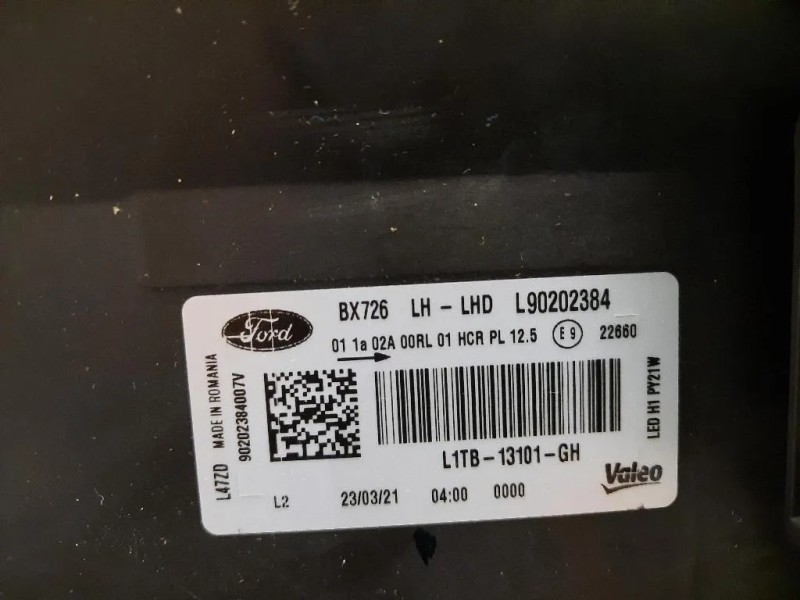 Ford
BX726 LH - LHD L90202384
01 1a 02A 00RL 01 HCR PL 12.5 E9 22660
L47ZD MADE IN ROMANIA
90202384007V
LED H1 PY21W
L1TB-13101-GH
Valeo
L2 23/03/21 04:00 0000